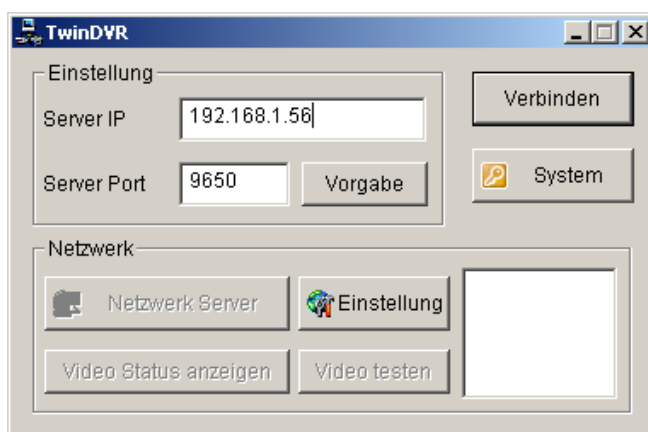 TwinDVR
Einstellung
Server IP
192.168.1.56
Verbinden
Server Port
9650
Vorgabe
System
Netzwerk
Netzwerk Server
Einstellung
Video Status anzeigen
Video testen